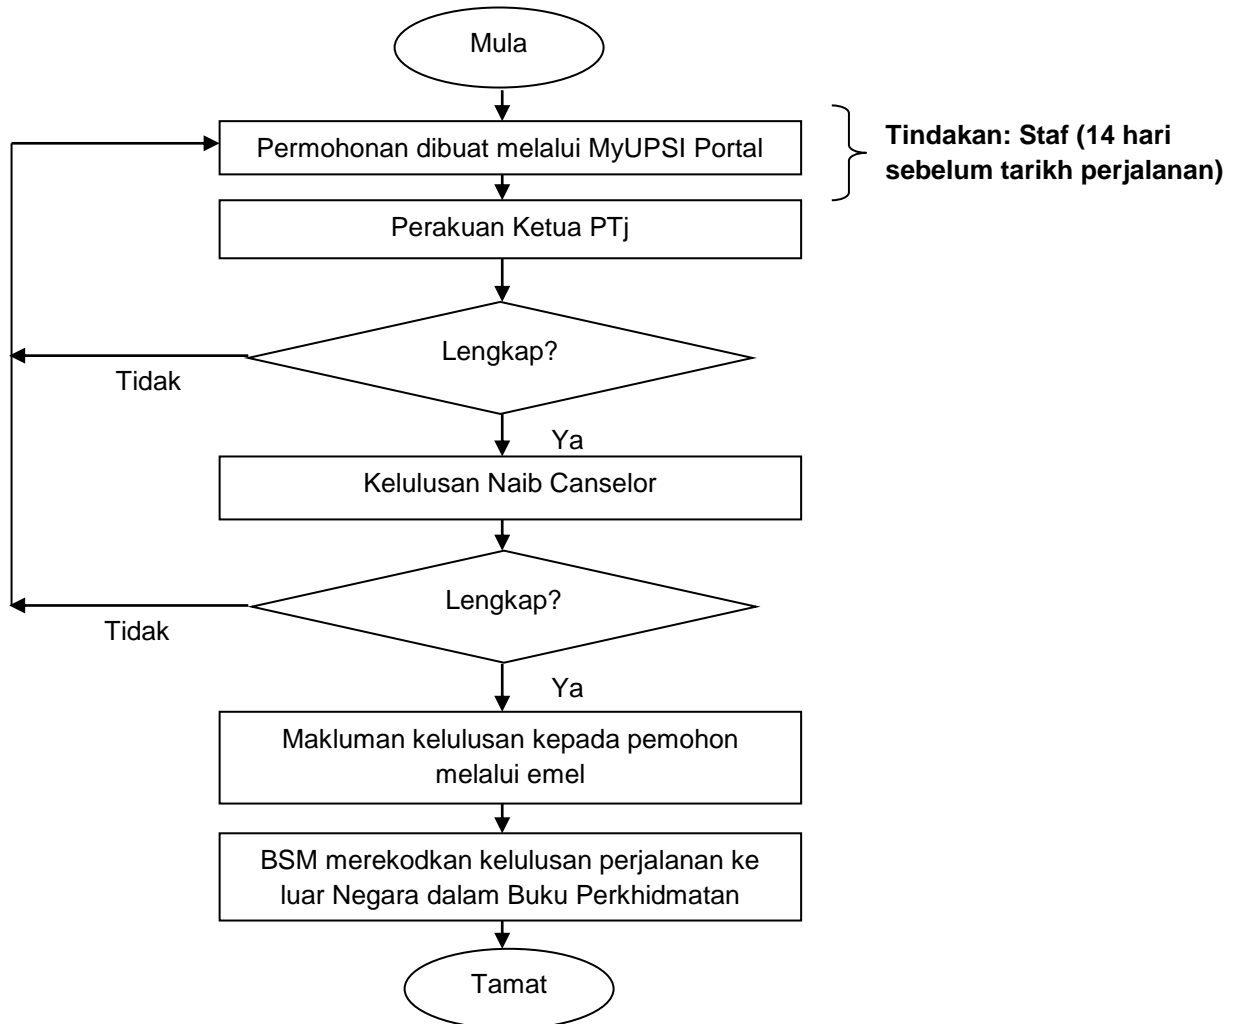 Mula
Permohonan dibuat melalui MyUPSI Portal
Tindakan: Staf (14 hari
sebelum tarikh perjalanan)
Perakuan Ketua PTj
Lengkap?
Tidak
Ya
Kelulusan Naib Canselor
Lengkap?
Tidak
Ya
Makluman kelulusan kepada pemohon
melalui emel
BSM merekodkan kelulusan perjalanan ke
luar Negara dalam Buku Perkhidmatan
Tamat